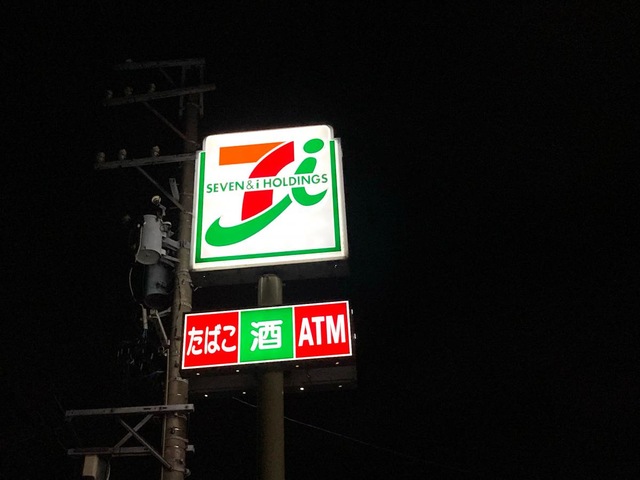 SEVEN&i HOLDINGS
たばこ 酒 ATM